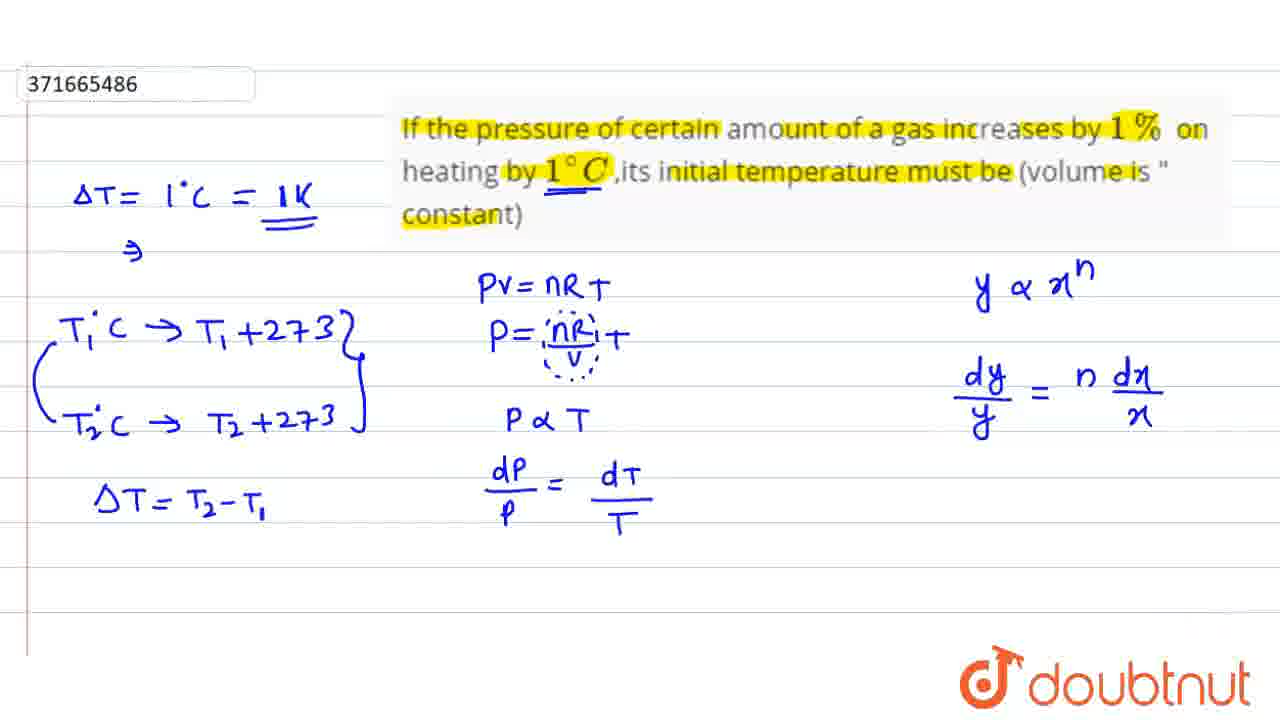 371665486
If the pressure of certain amount of a gas increases by 1% on
heating by 1°C ,its initial temperature must be (volume is "
constant)
ΔT = 1°C = 1K
⇒
T₁°C → T₁ + 273
T₂°C → T₂ + 273
ΔT = T₂ - T₁
PV = nRT
P = nR/V T
P ∝ T
dP/P = dT/T
y ∝ xⁿ
dy/y = n dx/x
doubtnut